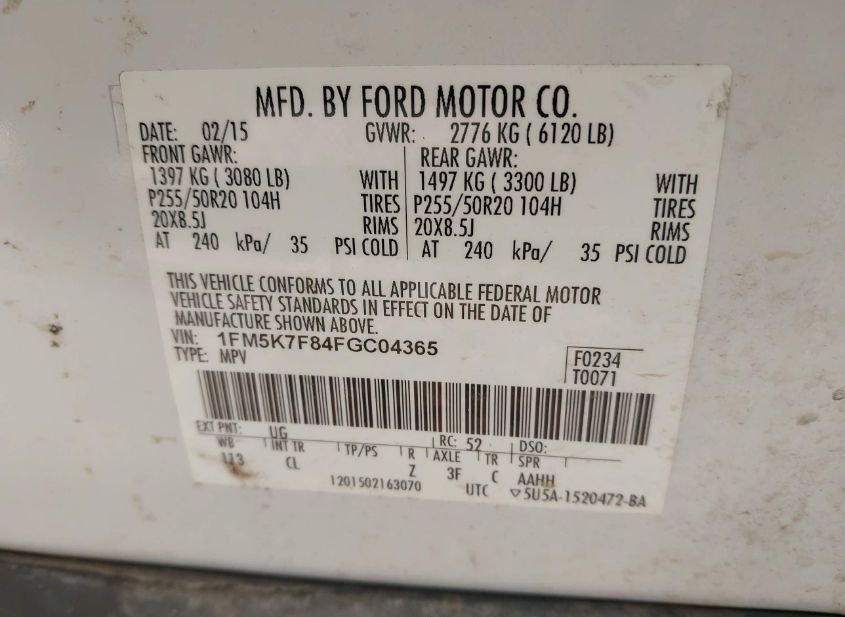 MFD. BY FORD MOTOR CO.
DATE: 02/15 GVWR: 2776 KG ( 6120 LB)
FRONT GAWR: REAR GAWR:
1397 KG ( 3080 LB) WITH 1497 KG ( 3300 LB) WITH
P255/50R20 104H TIRES P255/50R20 104H TIRES
20X8.5J RIMS 20X8.5J RIMS
AT 240 kPa/ 35 PSI COLD AT 240 kPa/ 35 PSI COLD
THIS VEHICLE CONFORMS TO ALL APPLICABLE FEDERAL MOTOR
VEHICLE SAFETY STANDARDS IN EFFECT ON THE DATE OF
MANUFACTURE SHOWN ABOVE.
VIN: 1FM5K7F84FGC04365
TYPE: MPV
F0234
T0071
EXT PNT: UG RC: 52 DSO:
WB INT TR TP/PS R AXLE TR SPR
113 CL Z 3F C AAHH
1201502163070 UTC ▽5U5A-1520472-BA